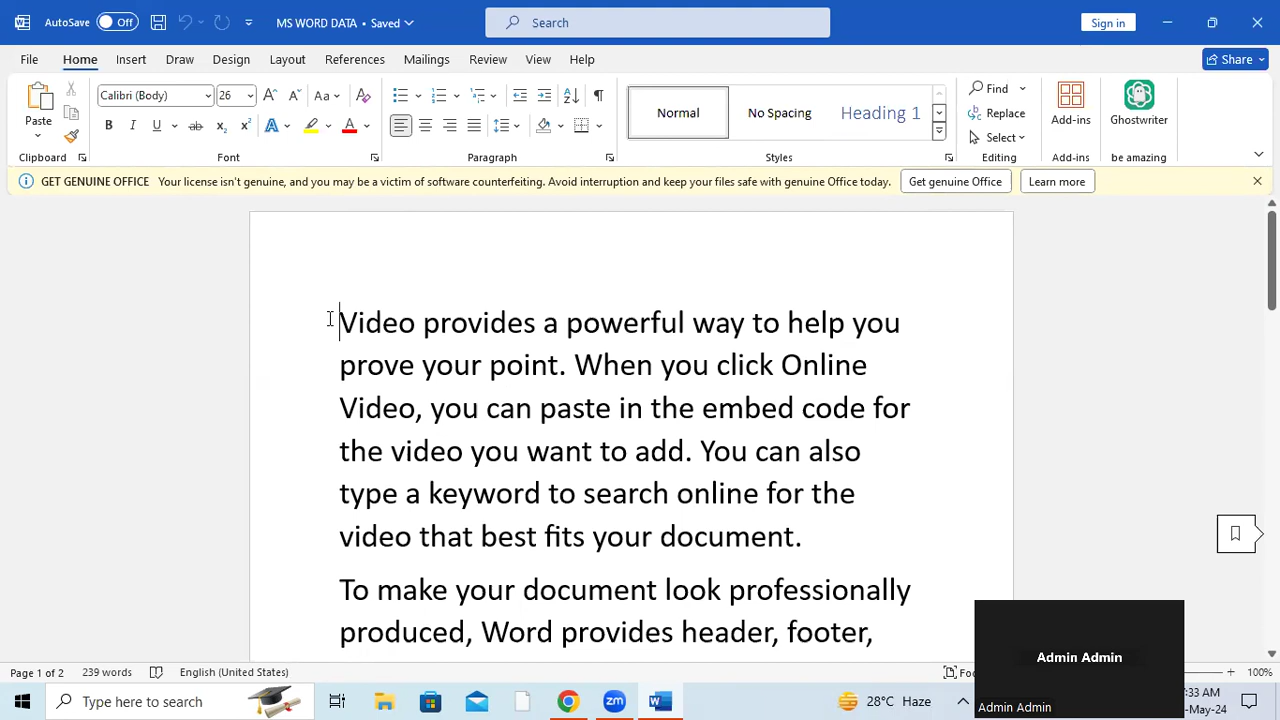 AutoSave Off MS WORD DATA • Saved Search Sign in
File Home Insert Draw Design Layout References Mailings Review View Help Share
Paste Calibri (Body) 26 A A Aa Normal No Spacing Heading 1 Find Replace Select Add-ins Ghostwriter
B I U ab x₂ x² A A
Clipboard Font Paragraph Styles Editing Add-ins be amazing
GET GENUINE OFFICE Your license isn't genuine, and you may be a victim of software counterfeiting. Avoid interruption and keep your files safe with genuine Office today. Get genuine Office Learn more
Video provides a powerful way to help you
prove your point. When you click Online
Video, you can paste in the embed code for
the video you want to add. You can also
type a keyword to search online for the
video that best fits your document.
To make your document look professionally
produced, Word provides header, footer,
Admin Admin
Admin Admin
Page 1 of 2 239 words English (United States) 100%
Type here to search zm W 28°C Haze